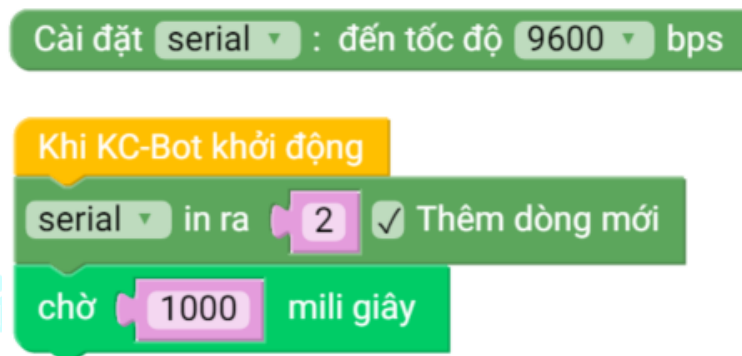 Cài đặt serial : đến tốc độ 9600 bps
Khi KC-Bot khởi động
serial in ra 2 ✓ Thêm dòng mới
chờ 1000 mili giây